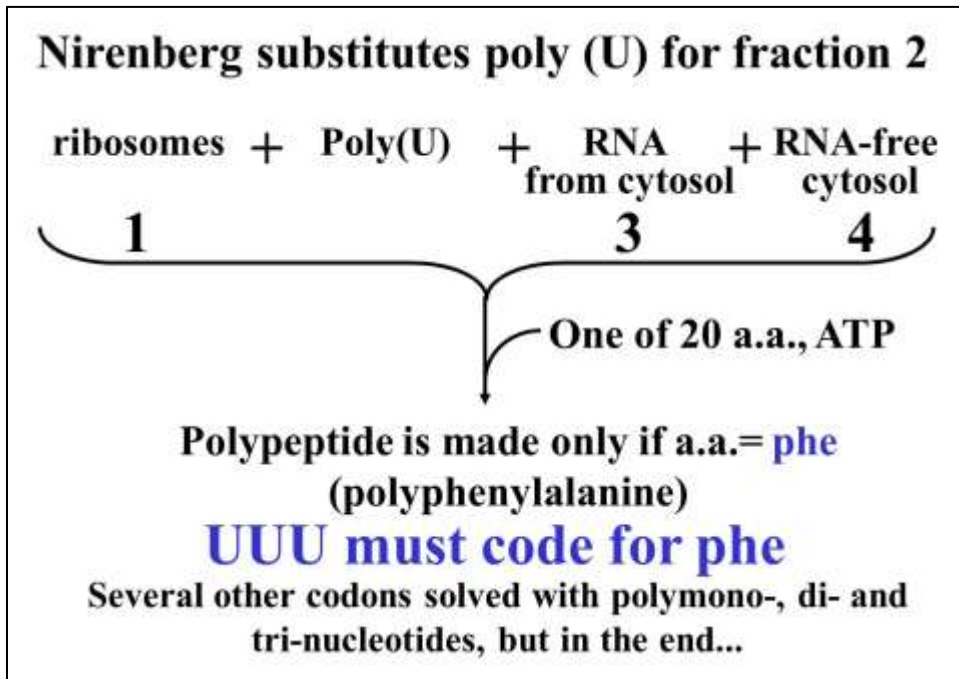 Nirenberg substitutes poly (U) for fraction 2
ribosomes + Poly(U) + RNA + RNA-free
from cytosol cytosol
1 3 4
One of 20 a.a., ATP
Polypeptide is made only if a.a.= phe
(polyphenylalanine)
UUU must code for phe
Several other codons solved with polymono-, di- and
tri-nucleotides, but in the end...